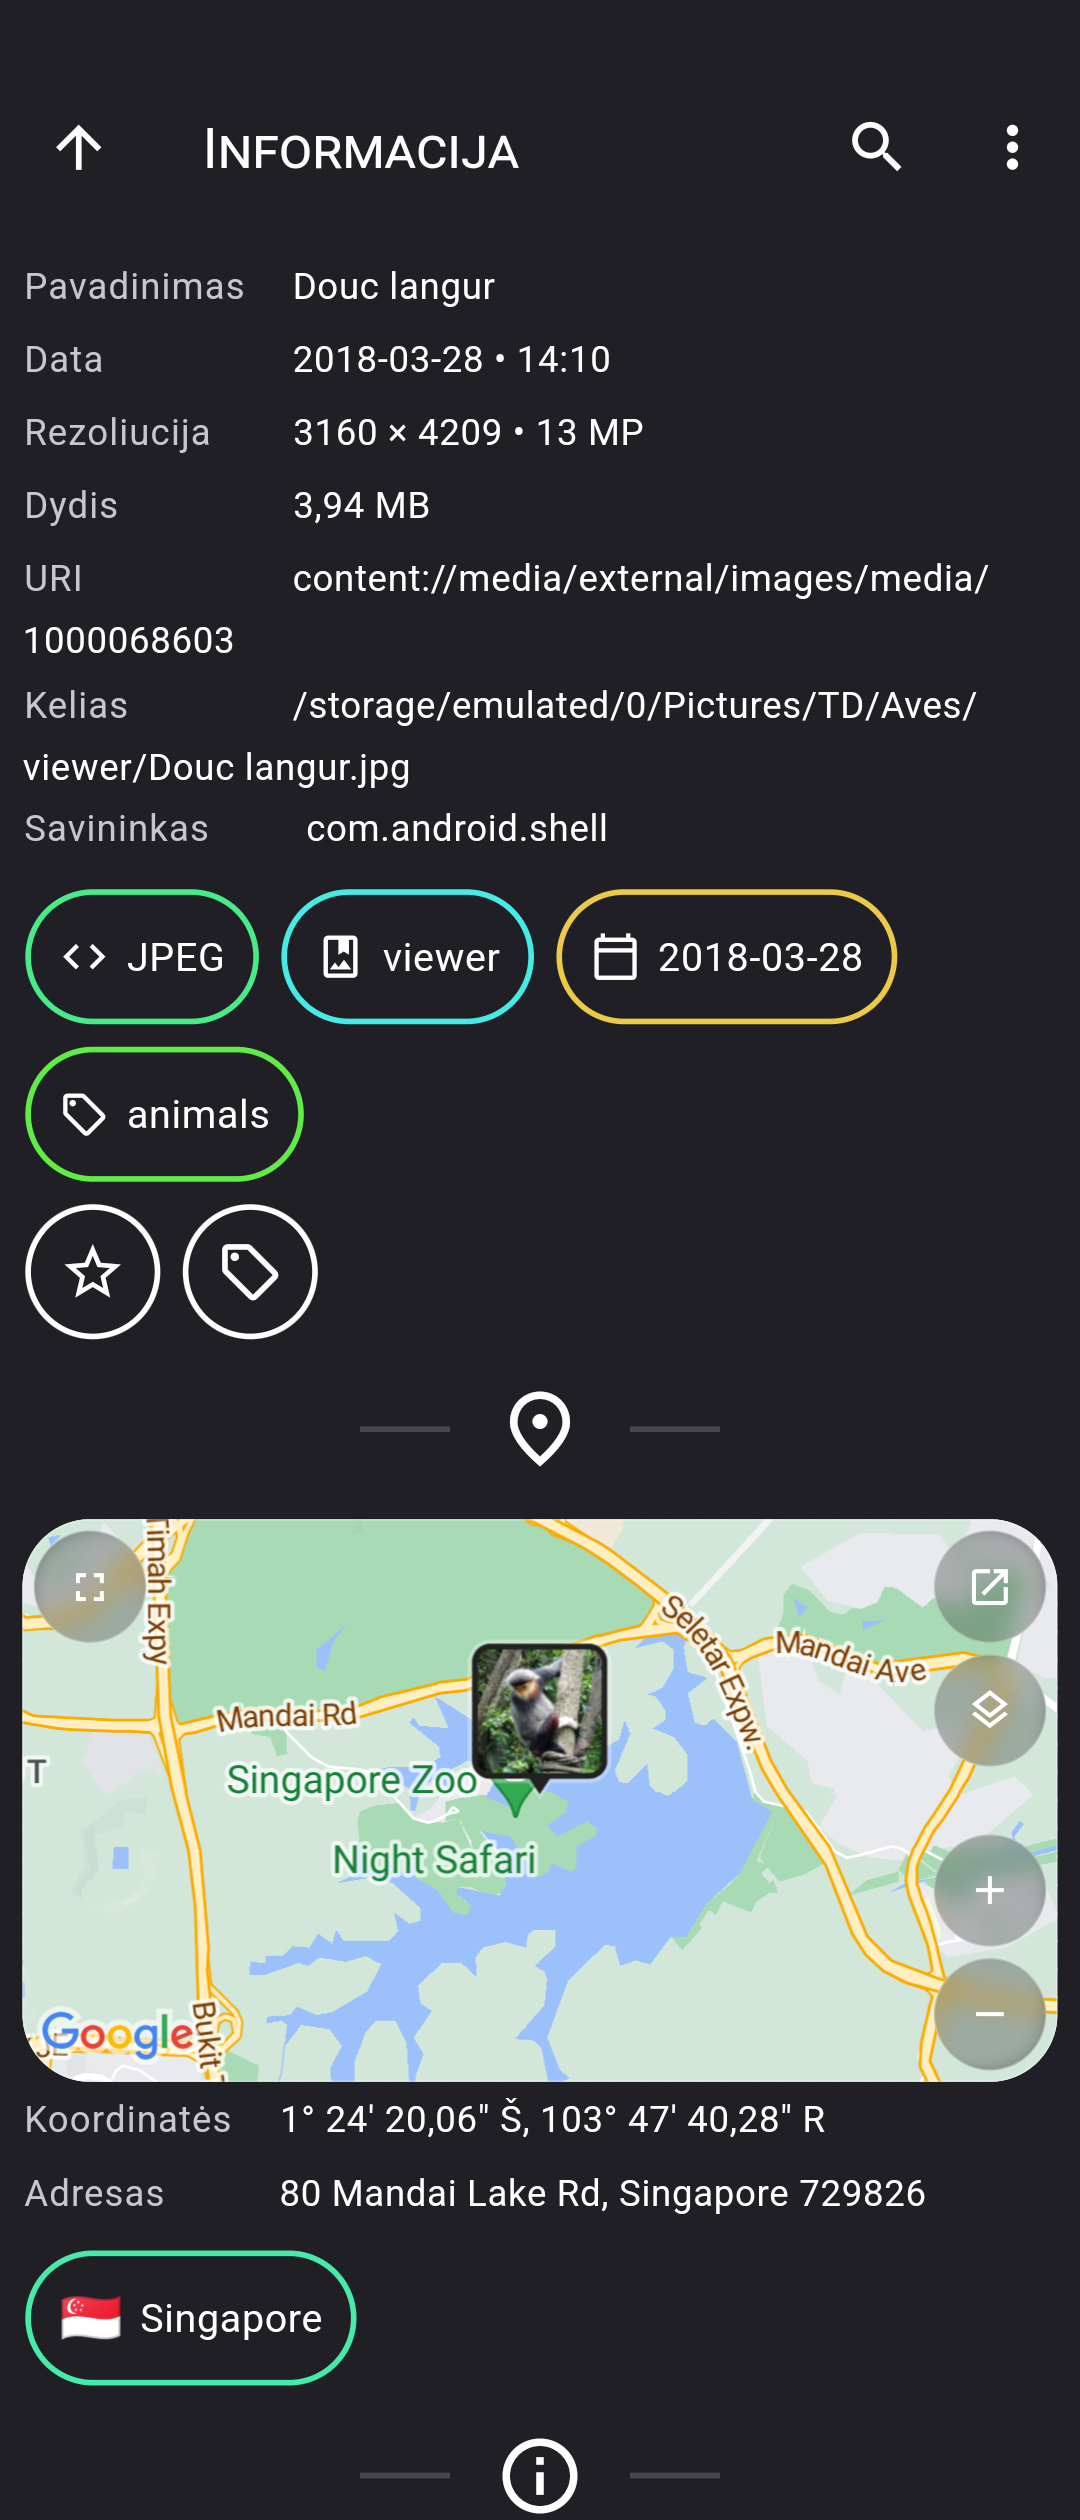 INFORMACIJA
Pavadinimas Douc langur
Data 2018-03-28 • 14:10
Rezoliucija 3160 × 4209 • 13 MP
Dydis 3,94 MB
URI content://media/external/images/media/
1000068603
Kelias /storage/emulated/0/Pictures/TD/Aves/
viewer/Douc langur.jpg
Savininkas com.android.shell
JPEG viewer 2018-03-28
animals
Timah Expy
Seletar Expw.
Mandai Ave
Mandai Rd
T
Singapore Zoo
Night Safari
Google
Bukit
Koordinatės 1° 24' 20,06" Š, 103° 47' 40,28" R
Adresas 80 Mandai Lake Rd, Singapore 729826
Singapore